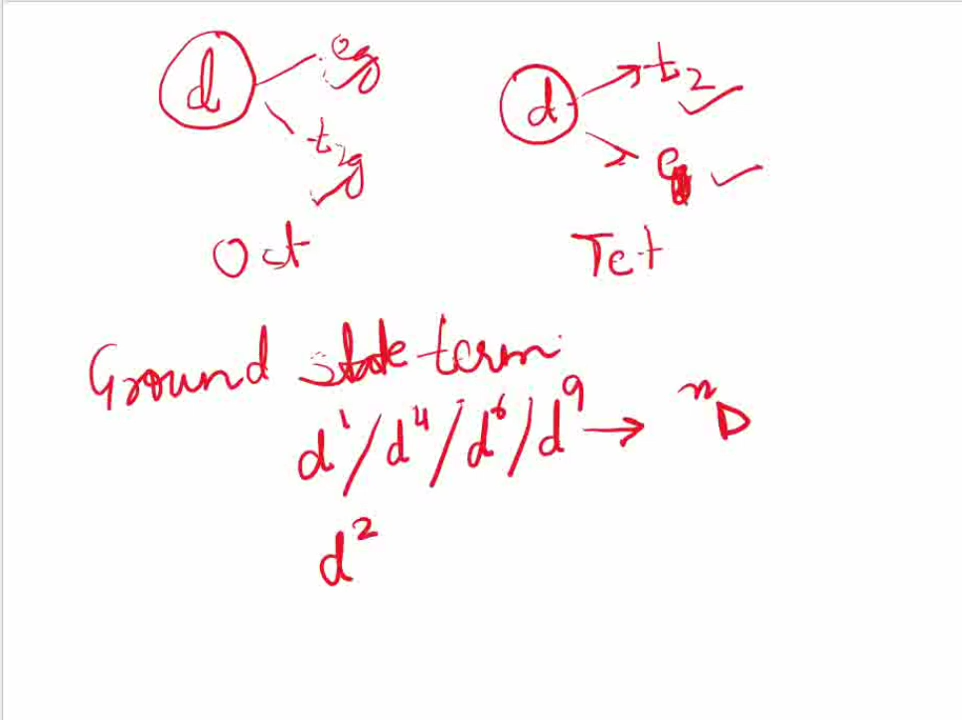 d eg t2g
Oct
d t2 e
Tet
Ground state term
d¹/d⁴/d⁶/d⁹ → ⁿD
d²